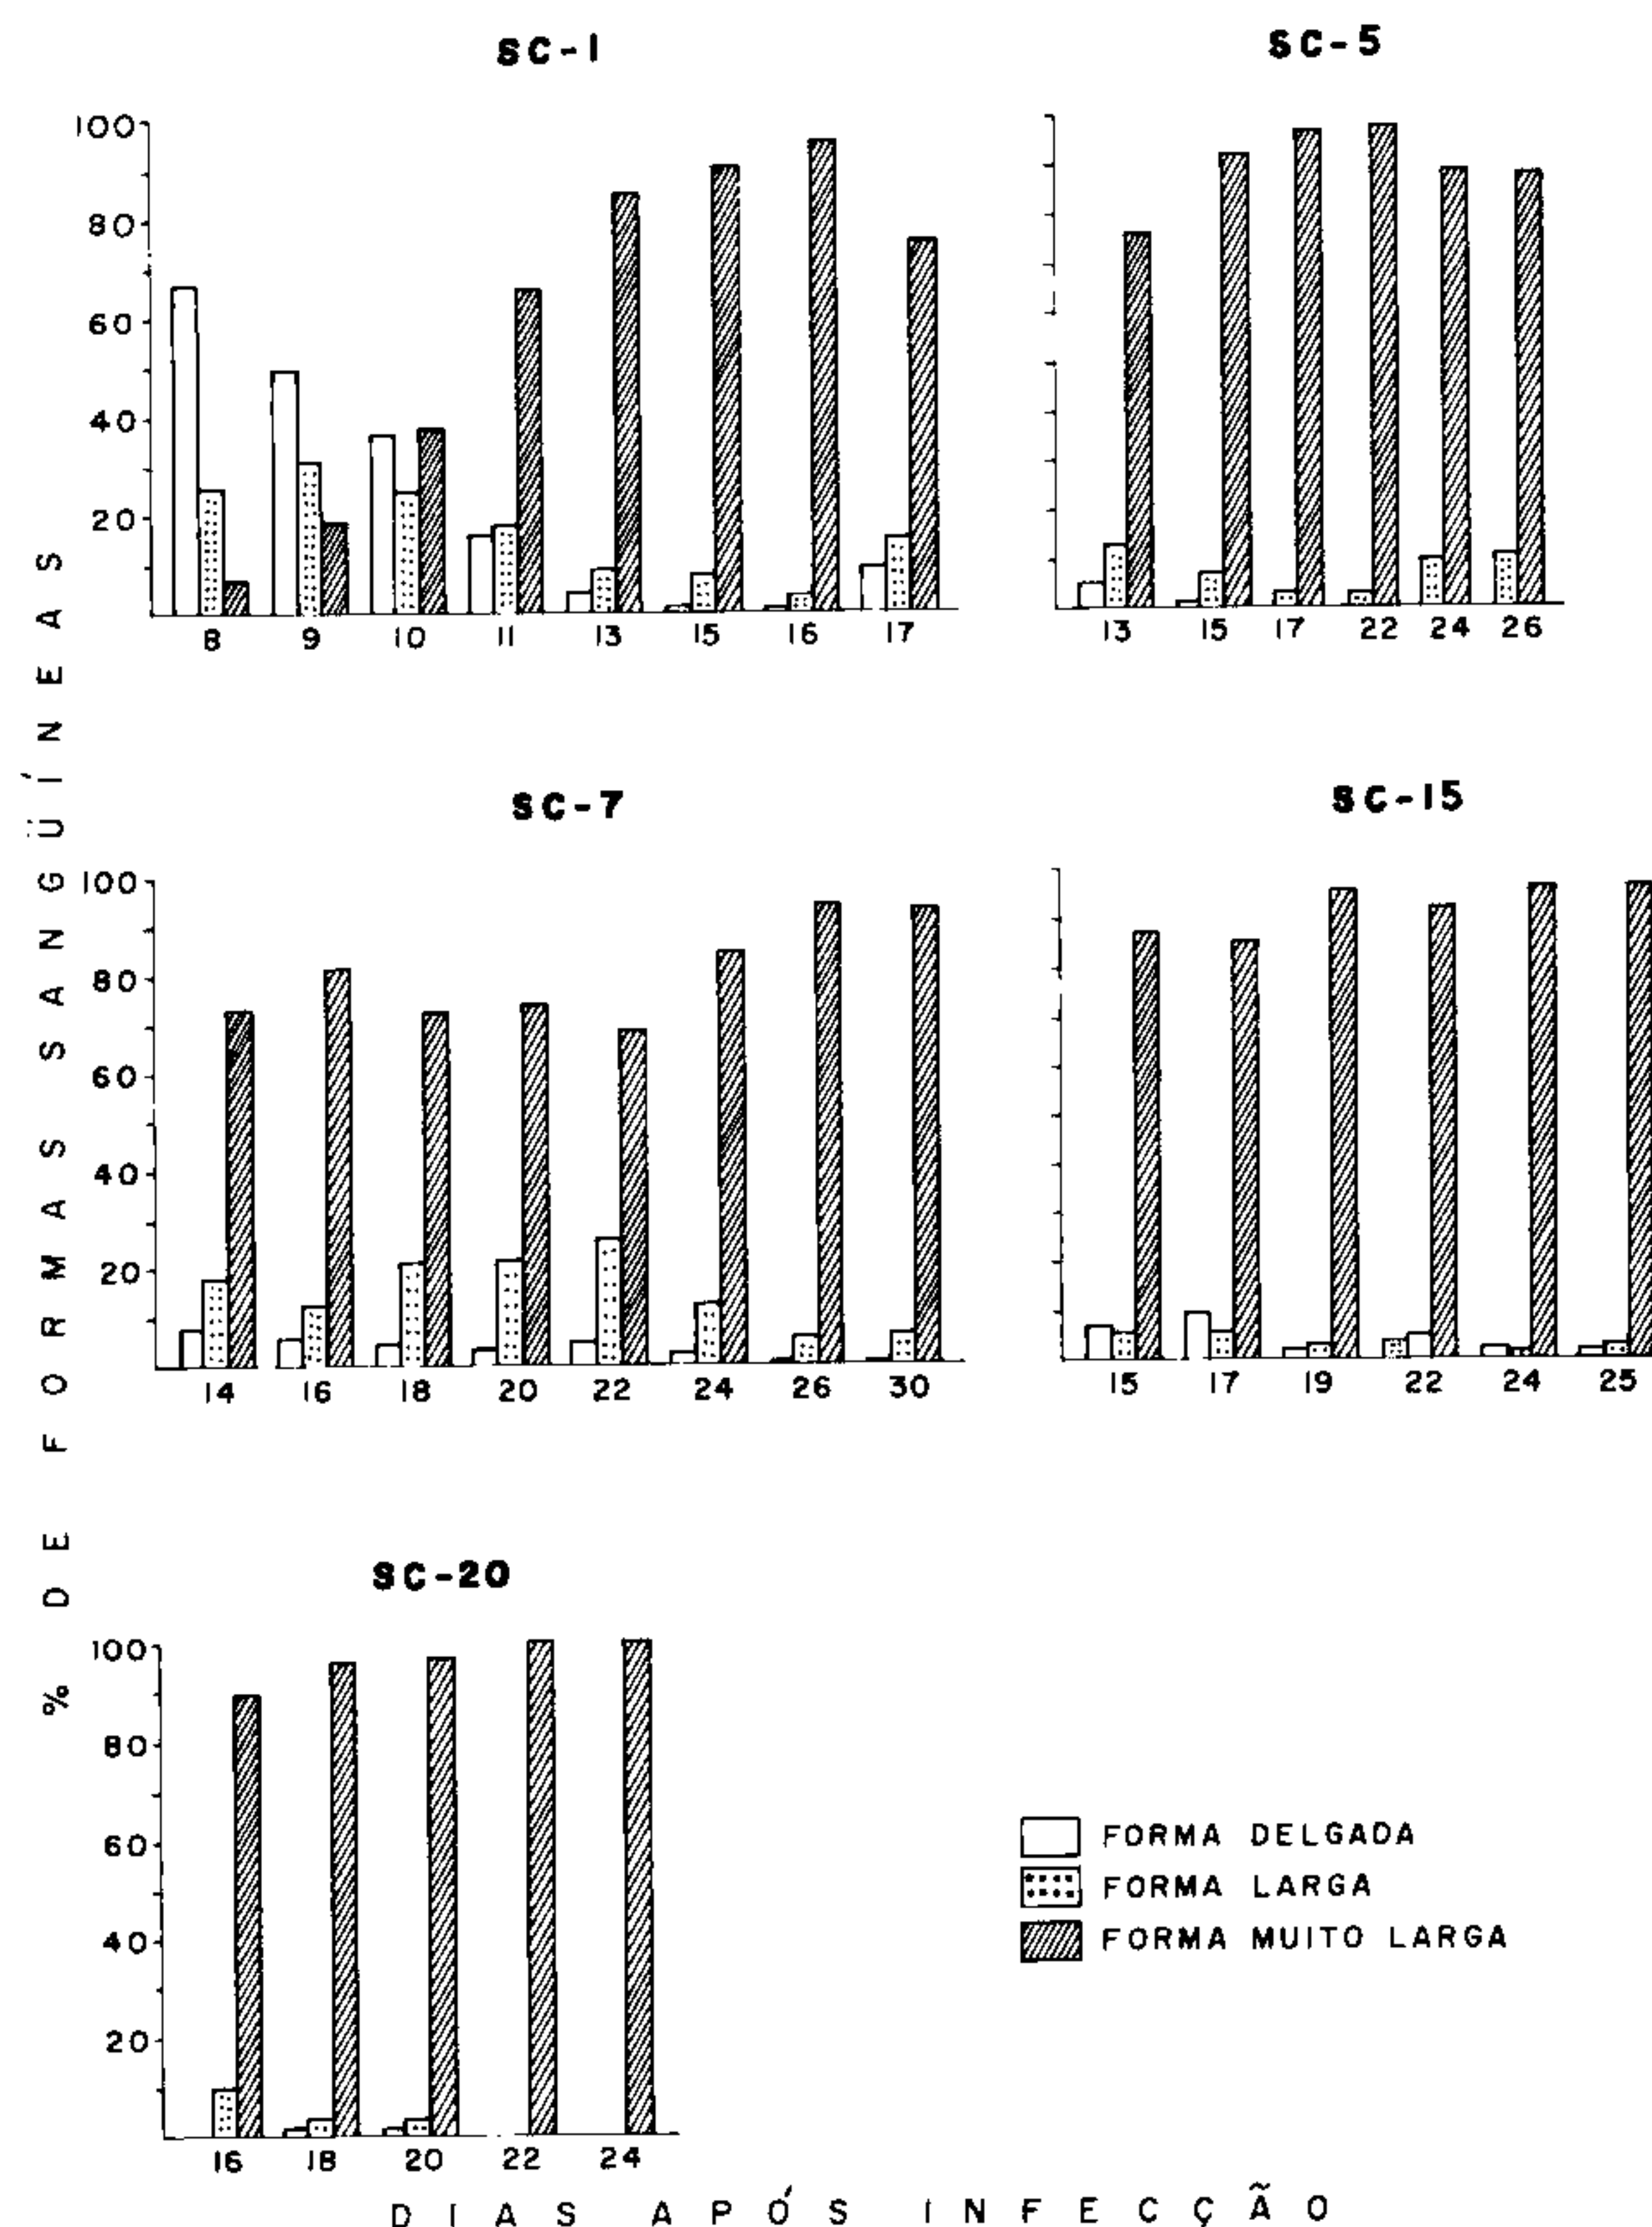 SC-1
100
80
60
40
20
8 9 10 11 13 15 16 17
SC-5
13 15 17 22 24 26
SC-7
100
80
60
40
20
14 16 18 20 22 24 26 30
SC-15
15 17 19 22 24 25
SC-20
100
80
60
40
20
16 18 20 22 24
% DE FORMAS SANGÜÍNEAS
DIAS APÓS INFECÇÃO
FORMA DELGADA
FORMA LARGA
FORMA MUITO LARGA